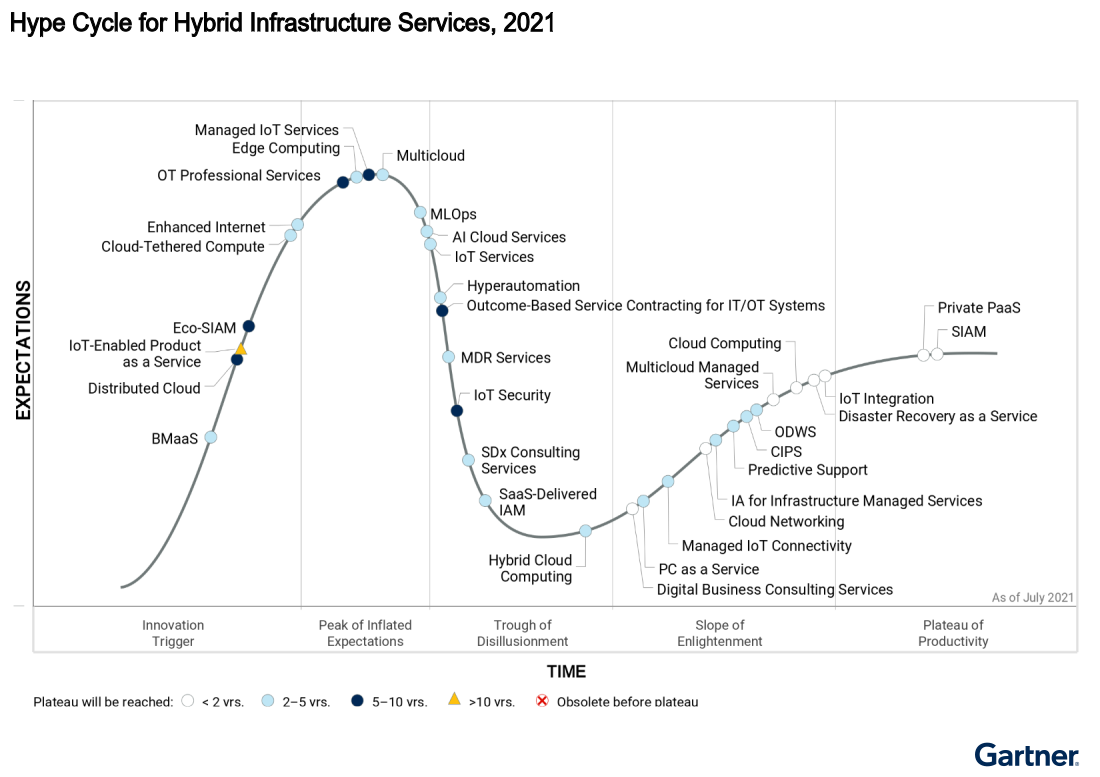 Hype Cycle for Hybrid Infrastructure Services, 2021
Managed IoT Services
Edge Computing
Multicloud
OT Professional Services
MLOps
Enhanced Internet
AI Cloud Services
Cloud-Tethered Compute
IoT Services
Hyperautomation
Outcome-Based Service Contracting for IT/OT Systems
Private PaaS
Eco-SIAM
SIAM
IoT-Enabled Product
as a Service
Cloud Computing
MDR Services
Multicloud Managed
Services
Distributed Cloud
IoT Security
IoT Integration
Disaster Recovery as a Service
BMaaS
ODWS
SDx Consulting
Services
CIPS
Predictive Support
SaaS-Delivered
IAM
IA for Infrastructure Managed Services
Cloud Networking
Managed IoT Connectivity
Hybrid Cloud
Computing
PC as a Service
Digital Business Consulting Services
EXPECTATIONS
As of July 2021
Innovation
Trigger
Peak of Inflated
Expectations
Trough of
Disillusionment
Slope of
Enlightenment
Plateau of
Productivity
TIME
Plateau will be reached: < 2 yrs. 2–5 yrs. 5–10 yrs. >10 yrs. Obsolete before plateau
Gartner